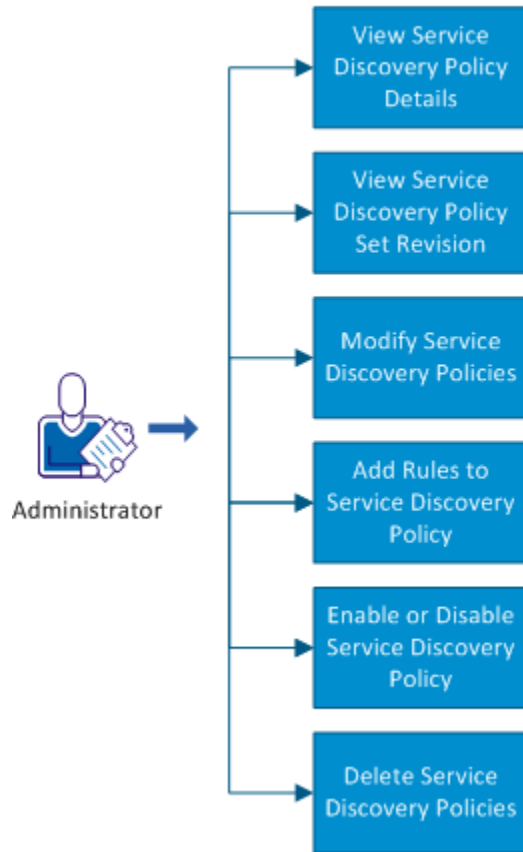 View Service
Discovery Policy
Details
View Service
Discovery Policy
Set Revision
Modify Service
Discovery Policies
Administrator
Add Rules to
Service Discovery
Policy
Enable or Disable
Service Discovery
Policy
Delete Service
Discovery Policies